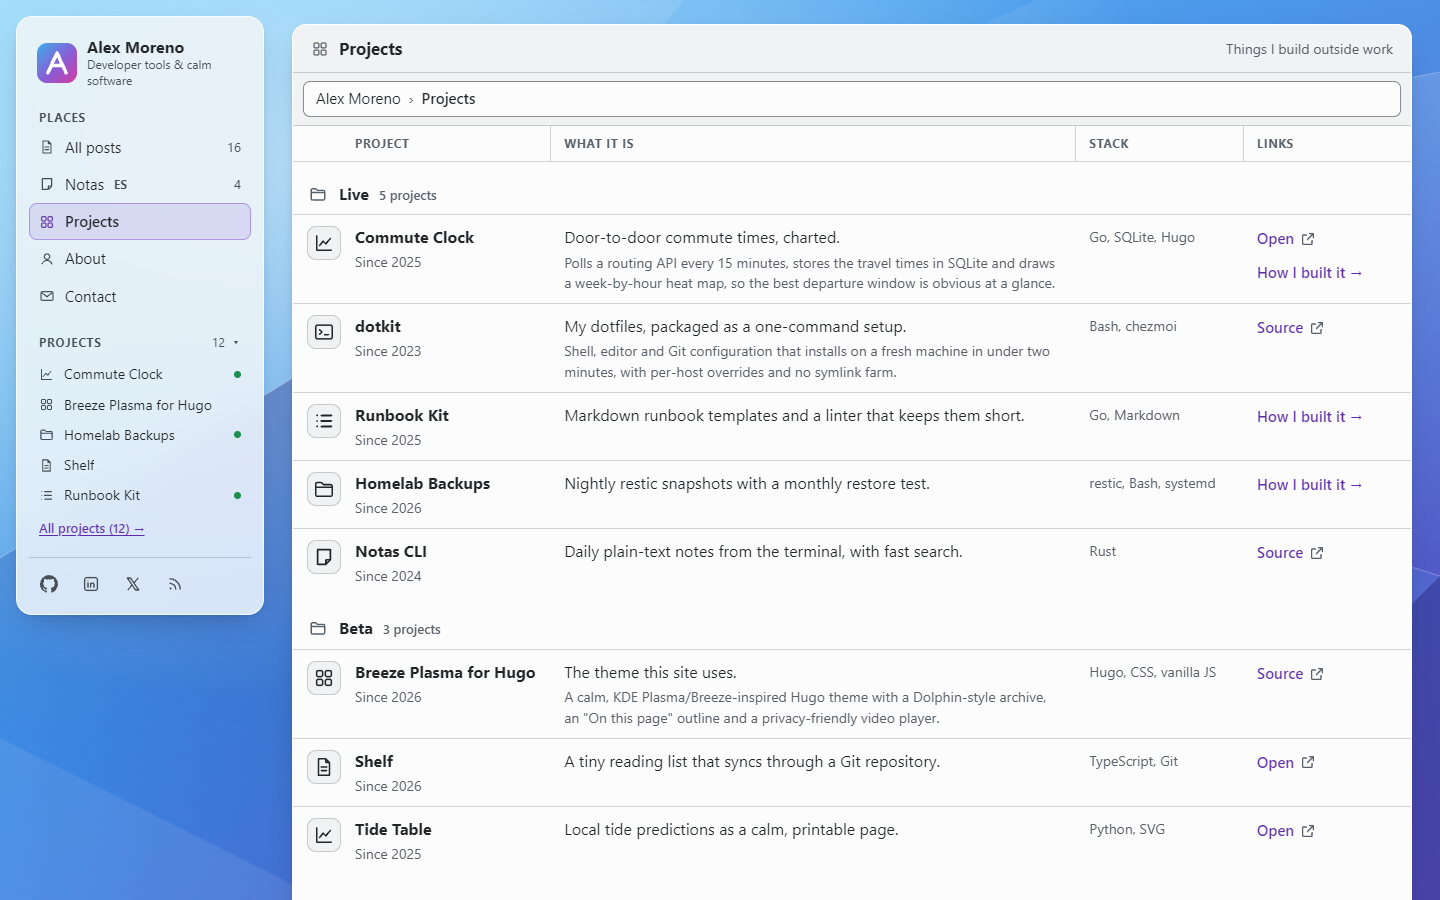 Alex Moreno
Developer tools & calm
software
PLACES
All posts 16
Notas ES 4
Projects
About
Contact
PROJECTS 12
Commute Clock
Breeze Plasma for Hugo
Homelab Backups
Shelf
Runbook Kit
All projects (12) →
Projects
Things I build outside work
Alex Moreno › Projects
PROJECT WHAT IT IS STACK LINKS
Live 5 projects
Commute Clock Door-to-door commute times, charted. Go, SQLite, Hugo Open
Since 2025 Polls a routing API every 15 minutes, stores the travel times in SQLite and draws How I built it →
a week-by-hour heat map, so the best departure window is obvious at a glance.
dotkit My dotfiles, packaged as a one-command setup. Bash, chezmoi Source
Since 2023 Shell, editor and Git configuration that installs on a fresh machine in under two
minutes, with per-host overrides and no symlink farm.
Runbook Kit Markdown runbook templates and a linter that keeps them short. Go, Markdown How I built it →
Since 2025
Homelab Backups Nightly restic snapshots with a monthly restore test. restic, Bash, systemd How I built it →
Since 2026
Notas CLI Daily plain-text notes from the terminal, with fast search. Rust Source
Since 2024
Beta 3 projects
Breeze Plasma for Hugo The theme this site uses. Hugo, CSS, vanilla JS Source
Since 2026 A calm, KDE Plasma/Breeze-inspired Hugo theme with a Dolphin-style archive,
an "On this page" outline and a privacy-friendly video player.
Shelf A tiny reading list that syncs through a Git repository. TypeScript, Git Open
Since 2026
Tide Table Local tide predictions as a calm, printable page. Python, SVG Open
Since 2025